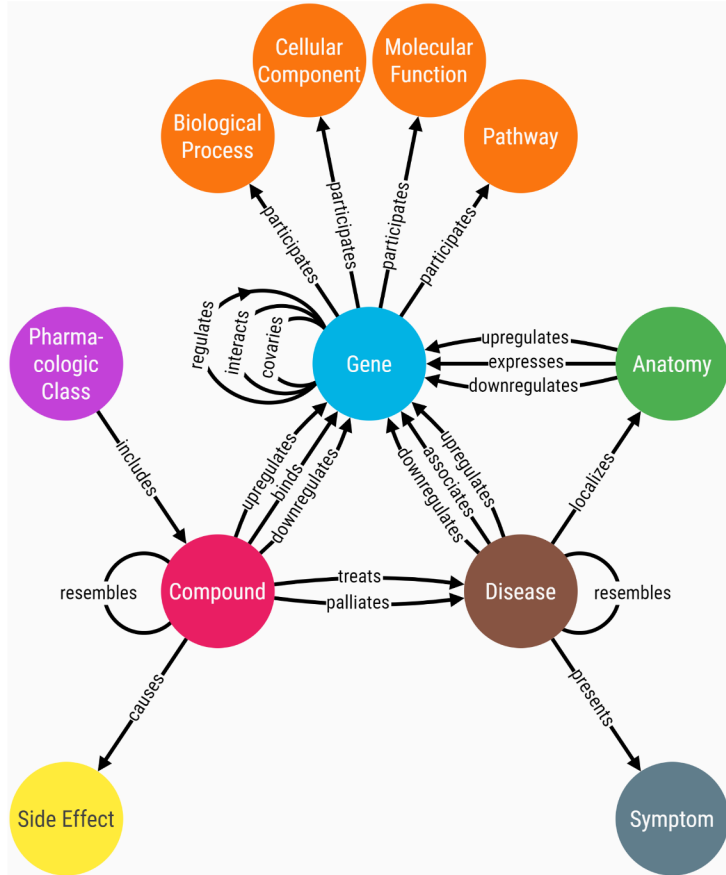 Cellular
Component
Molecular
Function
Biological
Process
Pathway
participates
participates
participates
participates
regulates
interacts
covaries
Pharma-
cologic
Class
Gene
upregulates
expresses
downregulates
Anatomy
includes
upregulates
binds
downregulates
downregulates
associates
upregulates
localizes
resembles
Compound
treats
palliates
Disease
resembles
causes
presents
Side Effect
Symptom